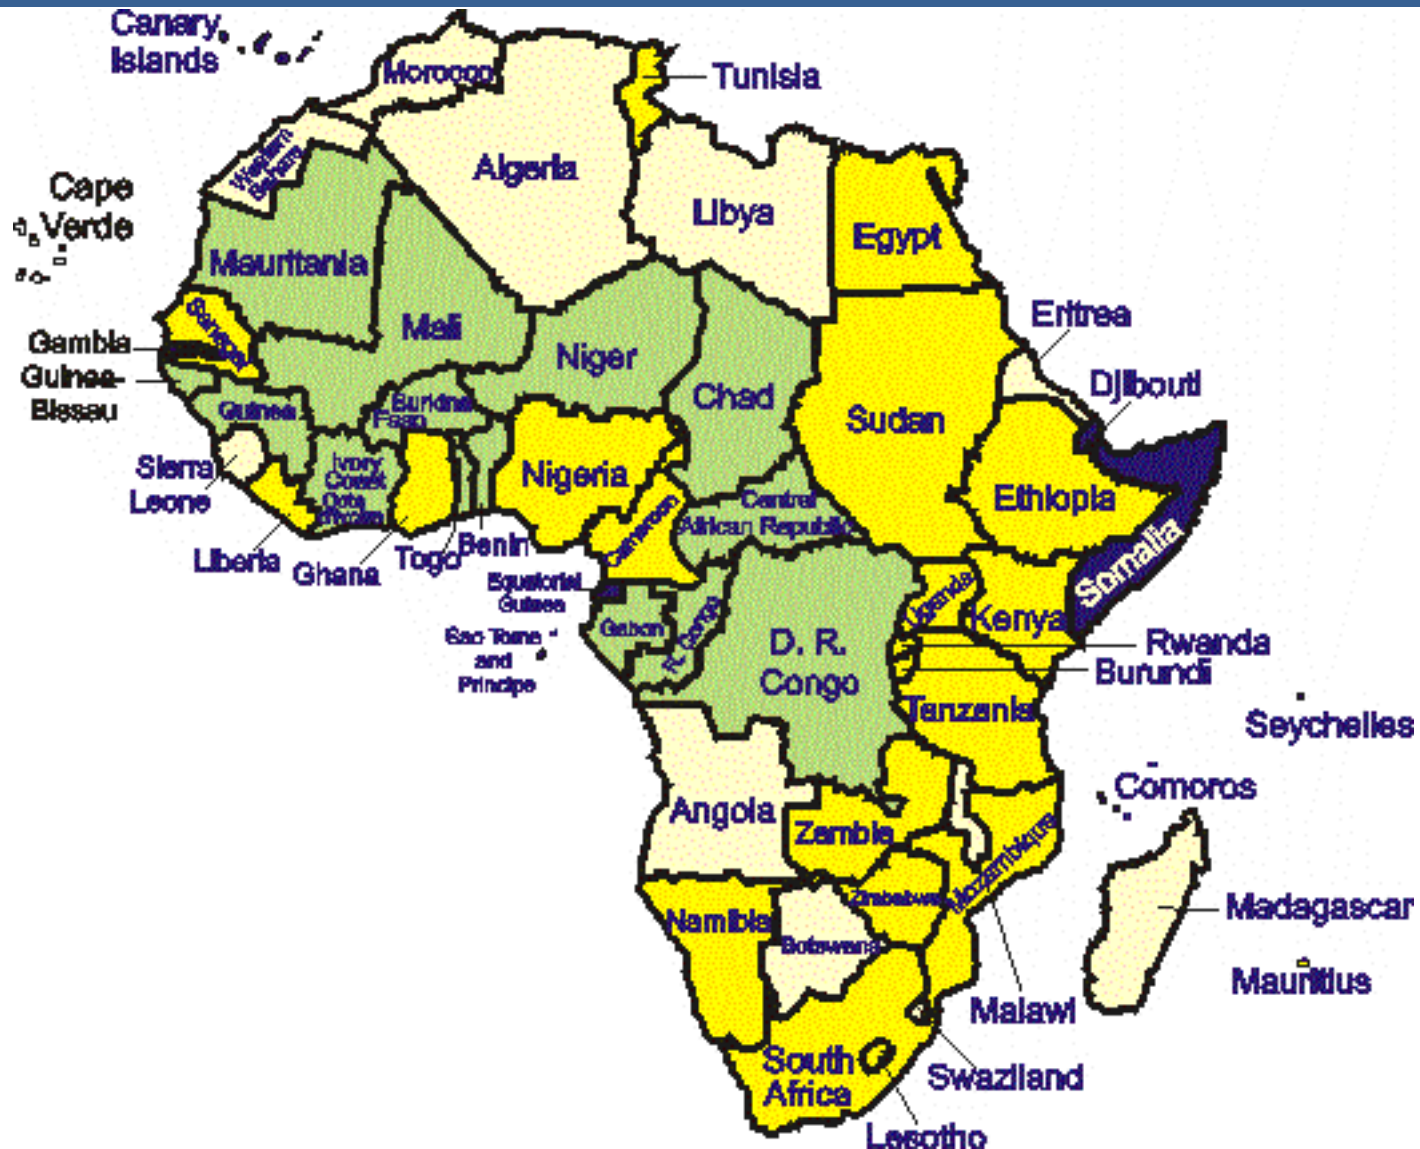 Canary
Islands
Morocco
Tunisia
Algeria
Western
Sahara
Libya
Egypt
Cape
Verde
Mauritania
Mali
Niger
Chad
Sudan
Eritrea
Djibouti
Senegal
Gambia
Guinea-
Bissau
Guinea
Burkina
Faso
Nigeria
Ethiopia
Somalia
Sierra
Leone
Ivory
Coast
Liberia
Ghana
Togo
Benin
Cameroon
Central
African Republic
Equatorial
Guinea
Sao Tome
and
Principe
Gabon
R. Congo
D. R.
Congo
Uganda
Kenya
Rwanda
Burundi
Tanzania
Seychelles
Comoros
Angola
Zambia
Mozambique
Zimbabwe
Namibia
Botswana
Madagascar
Mauritius
Malawi
South
Africa
Swaziland
Lesotho